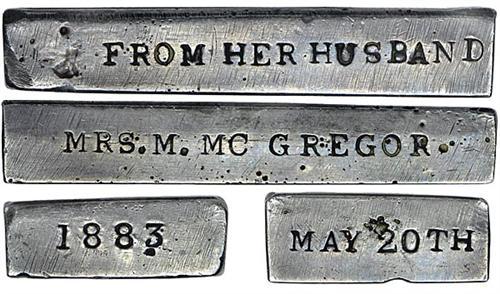 FROM HER HUSBAND
MRS. M. MC GREGOR.
1883
MAY 20TH